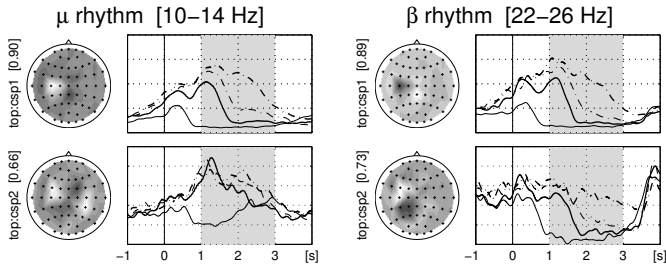 μ rhythm [10−14 Hz]
β rhythm [22−26 Hz]
top:csp1 [0.90]
top:csp1 [0.89]
top:csp2 [0.66]
top:csp2 [0.73]
−1 0 1 2 3 [s]
−1 0 1 2 3 [s]